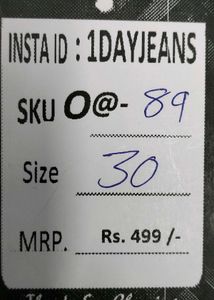 INSTA ID : 1DAYJEANS
SKU O@- 89
Size 30
MRP. Rs. 499 /-